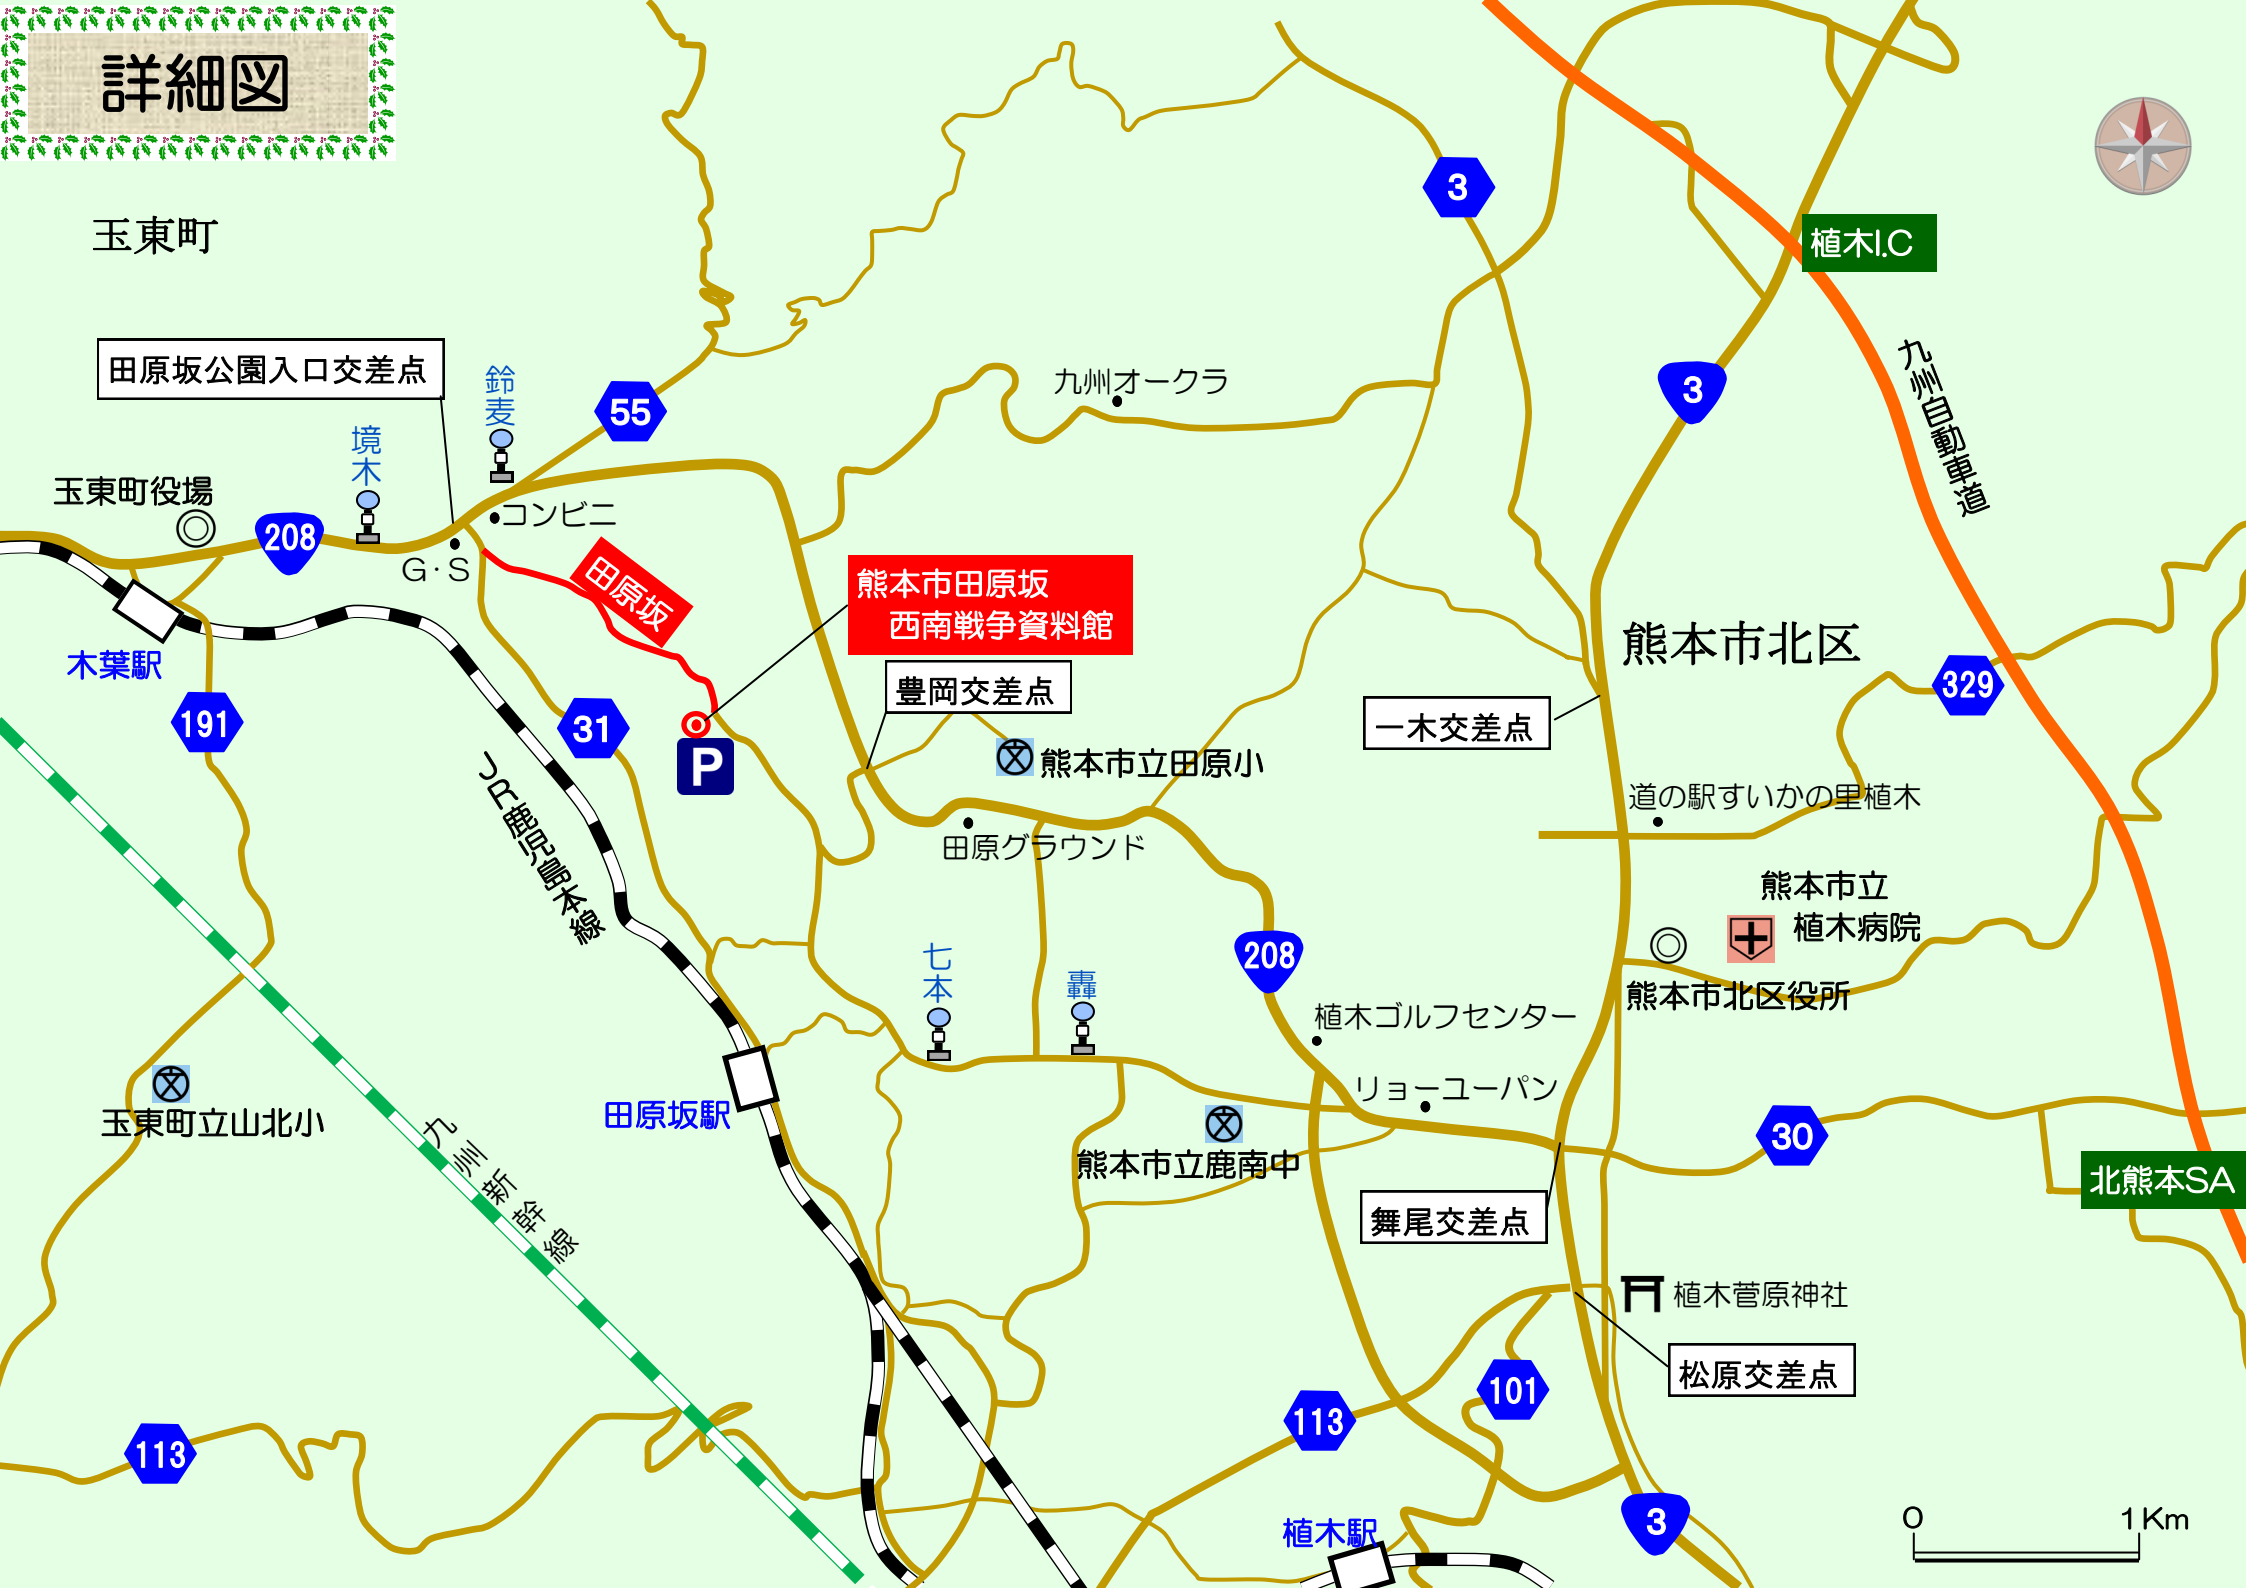 詳細図
玉東町
田原坂公園入口交差点
鈴麦
境木
玉東町役場
208
55
コンビニ
G・S
田原坂
木葉駅
191
31
JR鹿児島本線
熊本市田原坂
西南戦争資料館
豊岡交差点
P
文
熊本市立田原小
田原グラウンド
九州オークラ
3
植木I.C
3
九州自動車道
熊本市北区
一木交差点
329
道の駅すいかの里植木
熊本市立
植木病院
熊本市北区役所
七本
轟
208
植木ゴルフセンター
リョーユーパン
田原坂駅
文
玉東町立山北小
九州新幹線
文
熊本市立鹿南中
30
北熊本SA
舞尾交差点
植木菅原神社
松原交差点
101
113
113
植木駅
3
0
1Km